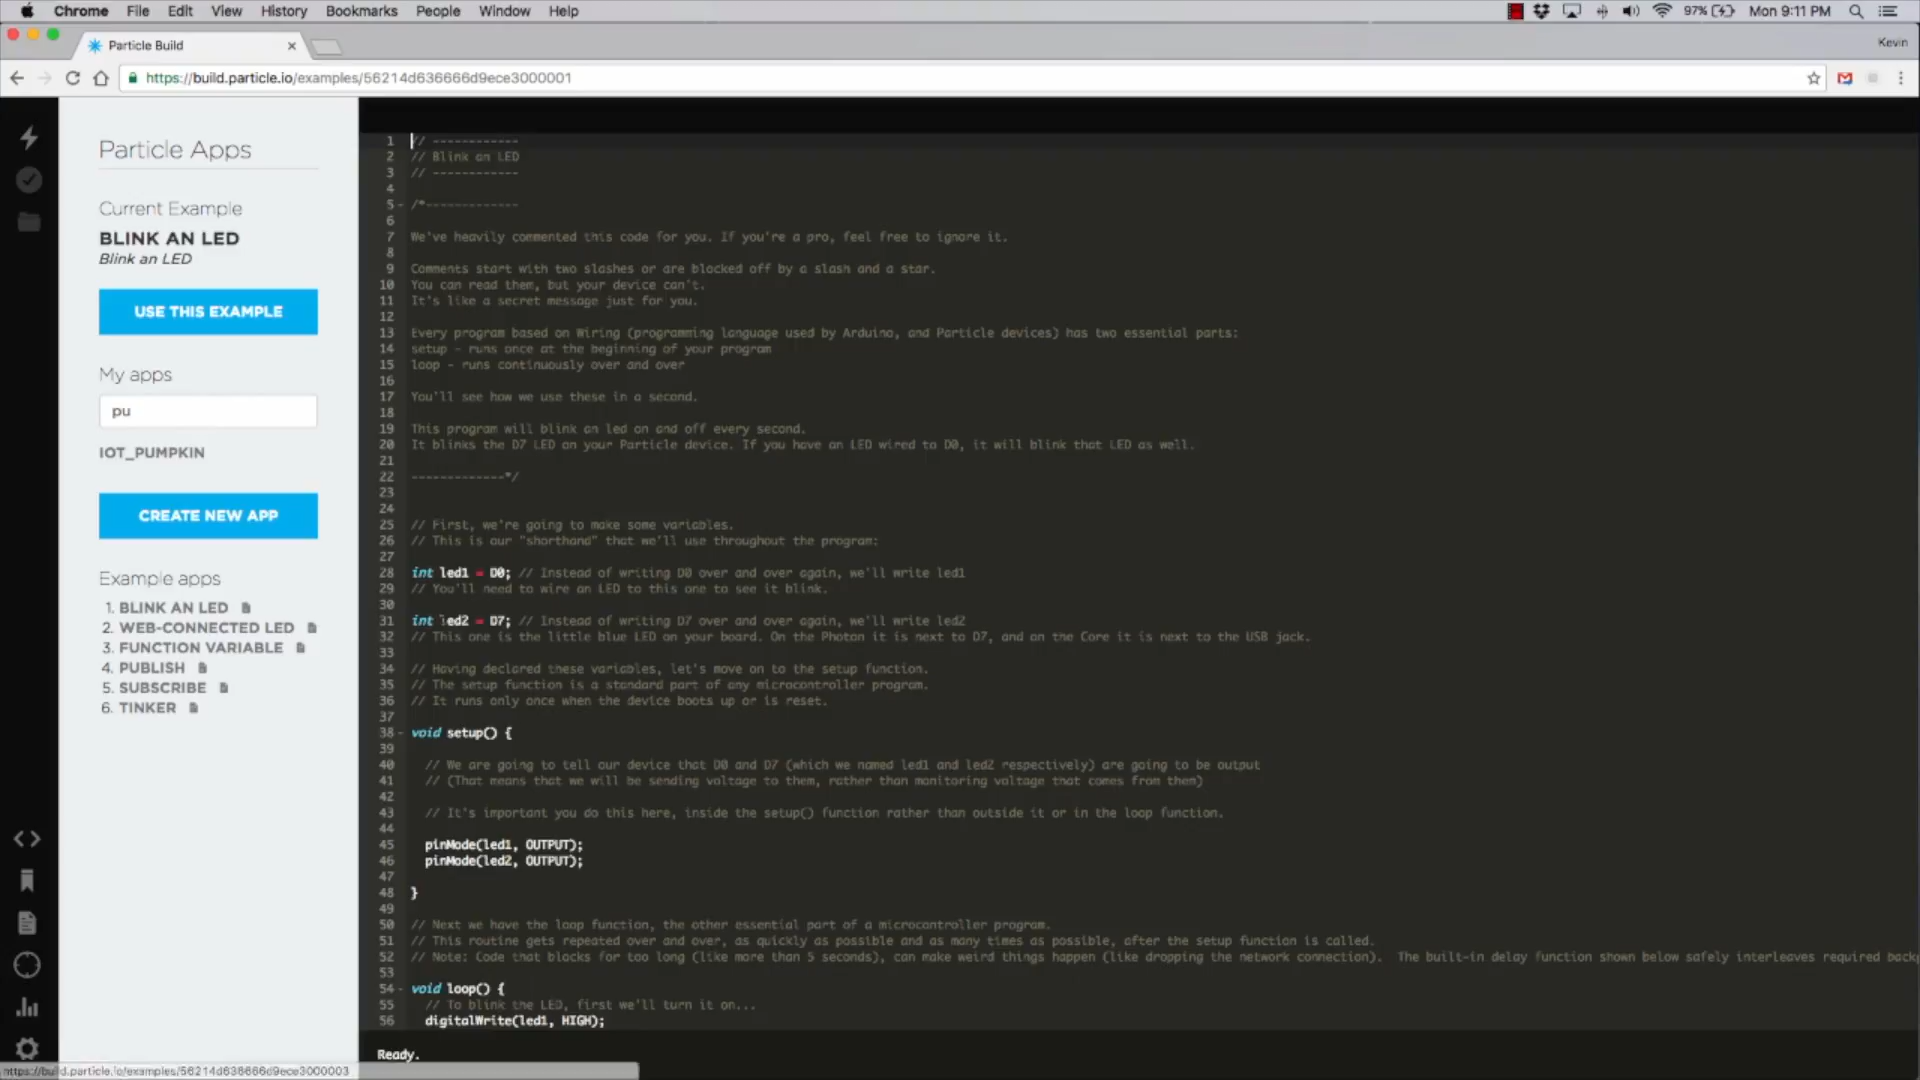 Chrome File Edit View History Bookmarks People Window Help
97% Mon 9:11 PM
Particle Build
Kevin
https://build.particle.io/examples/56214d636666d9ece3000001
Particle Apps
Current Example
BLINK AN LED
Blink an LED
USE THIS EXAMPLE
My apps
pu
IOT_PUMPKIN
CREATE NEW APP
Example apps
1. BLINK AN LED
2. WEB-CONNECTED LED
3. FUNCTION VARIABLE
4. PUBLISH
5. SUBSCRIBE
6. TINKER
1 // ------------
2 // Blink an LED
3 // ------------
4
5 /*-------------
6
7 We've heavily commented this code for you. If you're a pro, feel free to ignore it.
8
9 Comments start with two slashes or are blocked off by a slash and a star.
10 You can read them, but your device can't.
11 It's like a secret message just for you.
12
13 Every program based on Wiring (programming language used by Arduino, and Particle devices) has two essential parts:
14 setup - runs once at the beginning of your program
15 loop - runs continuously over and over
16
17 You'll see how we use these in a second.
18
19 This program will blink an led on and off every second.
20 It blinks the D7 LED on your Particle device. If you have an LED wired to D0, it will blink that LED as well.
21
22 -------------*/
23
24
25 // First, we're going to make some variables.
26 // This is our "shorthand" that we'll use throughout the program:
27
28 int led1 = D0; // Instead of writing D0 over and over again, we'll write led1
29 // You'll need to wire an LED to this one to see it blink.
30
31 int led2 = D7; // Instead of writing D7 over and over again, we'll write led2
32 // This one is the little blue LED on your board. On the Photon it is next to D7, and on the Core it is next to the USB jack.
33
34 // Having declared these variables, let's move on to the setup function.
35 // The setup function is a standard part of any microcontroller program.
36 // It runs only once when the device boots up or is reset.
37
38 void setup() {
39
40 // We are going to tell our device that D0 and D7 (which we named led1 and led2 respectively) are going to be output
41 // (That means that we will be sending voltage to them, rather than monitoring voltage that comes from them)
42
43 // It's important you do this here, inside the setup() function rather than outside it or in the loop function.
44
45 pinMode(led1, OUTPUT);
46 pinMode(led2, OUTPUT);
47
48 }
49
50 // Next we have the loop function, the other essential part of a microcontroller program.
51 // This routine gets repeated over and over, as quickly as possible and as many times as possible, after the setup function is called.
52 // Note: Code that blocks for too long (like more than 5 seconds), can make weird things happen (like dropping the network connection). The built-in delay function shown below safely interleaves required back
53
54 void loop() {
55 // To blink the LED, first we'll turn it on...
56 digitalWrite(led1, HIGH);
Ready.
https://build.particle.io/examples/56214d636666d9ece3000003